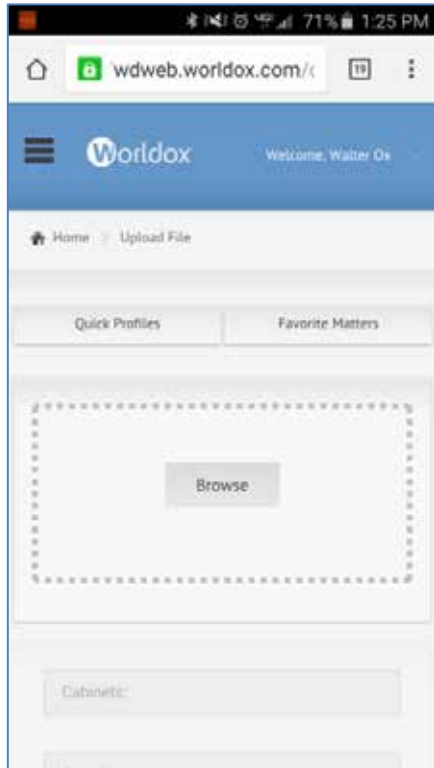 71% 1:25 PM
wdweb.worldox.com/
19
Worldox
Welcome, Walter Ox
Home Upload File
Quick Profiles
Favorite Matters
Browse
Cabinets: